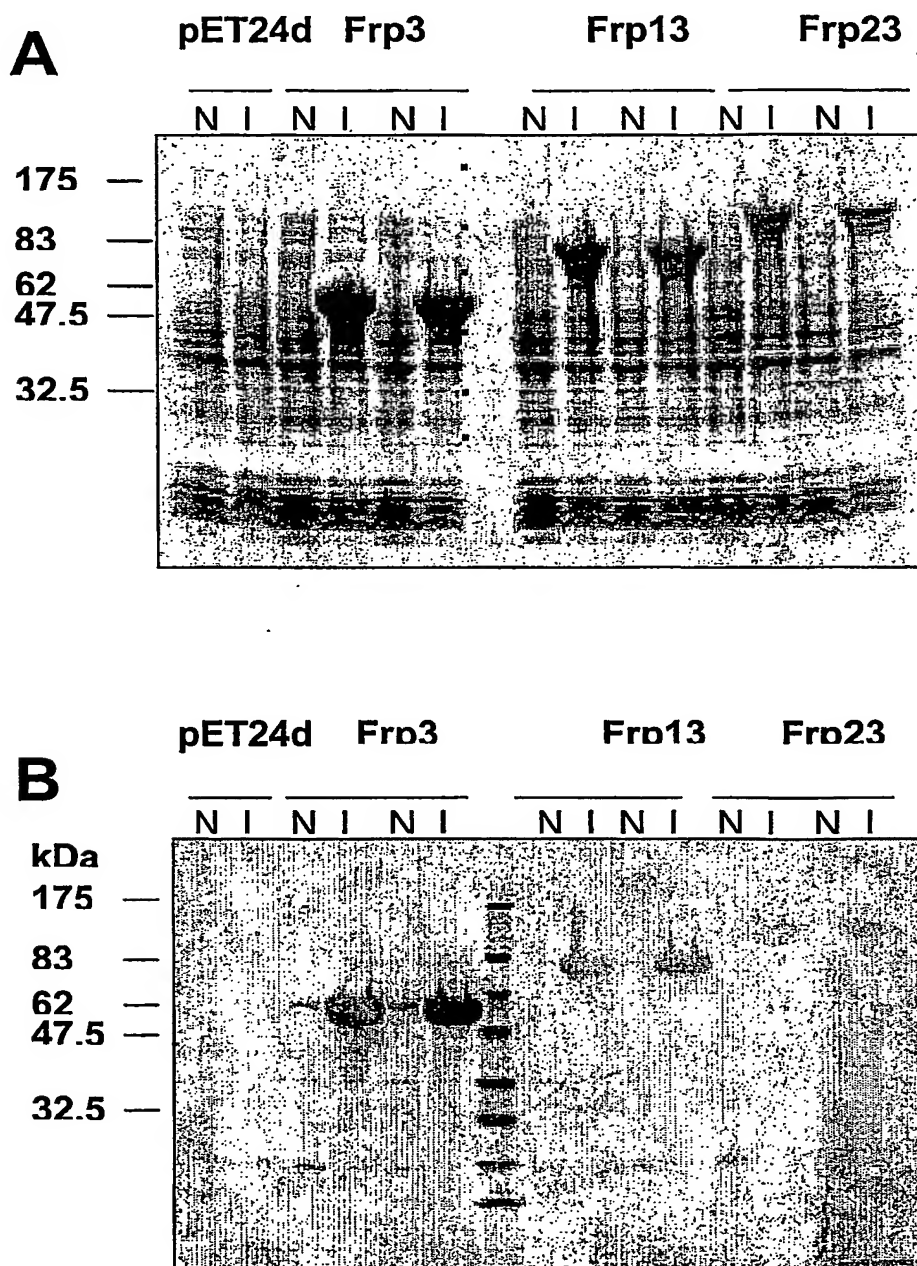 A
pET24d Frp3 Frp13 Frp23
N I N I N I N I N I N I N I
175
83
62
47.5
32.5
B
pET24d Frp3 Frp13 Frp23
N I N I N I N I N I N I N I
kDa
175
83
62
47.5
32.5